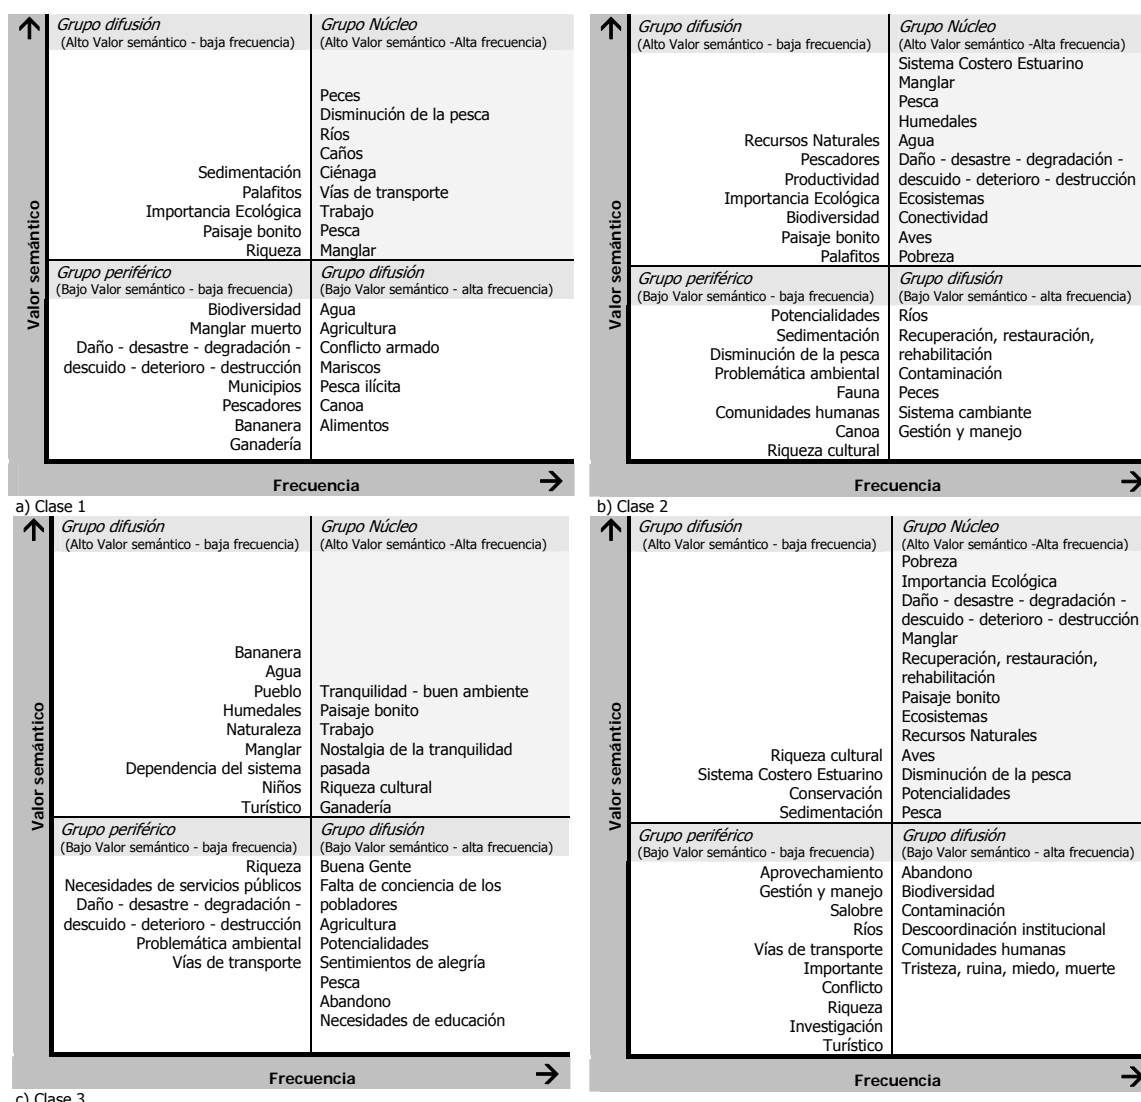 Grupo difusión
(Alto Valor semántico - baja frecuencia)
Sedimentación
Palafitos
Importancia Ecológica
Paisaje bonito
Riqueza
Grupo Núcleo
(Alto Valor semántico -Alta frecuencia)
Peces
Disminución de la pesca
Ríos
Caños
Ciénaga
Vías de transporte
Trabajo
Pesca
Manglar
Valor semántico
Grupo periférico
(Bajo Valor semántico - baja frecuencia)
Biodiversidad
Manglar muerto
Daño - desastre - degradación -
descuido - deterioro - destrucción
Municipios
Pescadores
Bananera
Ganadería
Grupo difusión
(Bajo Valor semántico - alta frecuencia)
Agua
Agricultura
Conflicto armado
Mariscos
Pesca ilícita
Canoa
Alimentos
Frecuencia
a) Clase 1
Grupo difusión
(Alto Valor semántico - baja frecuencia)
Recursos Naturales
Pescadores
Productividad
Importancia Ecológica
Biodiversidad
Paisaje bonito
Palafitos
Grupo Núcleo
(Alto Valor semántico -Alta frecuencia)
Sistema Costero Estuarino
Manglar
Pesca
Humedales
Agua
Daño - desastre - degradación -
descuido - deterioro - destrucción
Ecosistemas
Conectividad
Aves
Pobreza
Valor semántico
Grupo periférico
(Bajo Valor semántico - baja frecuencia)
Potencialidades
Sedimentación
Disminución de la pesca
Problemática ambiental
Fauna
Comunidades humanas
Canoa
Riqueza cultural
Grupo difusión
(Bajo Valor semántico - alta frecuencia)
Ríos
Recuperación, restauración,
rehabilitación
Contaminación
Peces
Sistema cambiante
Gestión y manejo
Frecuencia
b) Clase 2
Grupo difusión
(Alto Valor semántico - baja frecuencia)
Bananera
Agua
Pueblo
Humedales
Naturaleza
Manglar
Dependencia del sistema
Niños
Turístico
Grupo Núcleo
(Alto Valor semántico -Alta frecuencia)
Tranquilidad - buen ambiente
Paisaje bonito
Trabajo
Nostalgia de la tranquilidad
pasada
Riqueza cultural
Ganadería
Valor semántico
Grupo periférico
(Bajo Valor semántico - baja frecuencia)
Riqueza
Necesidades de servicios públicos
Daño - desastre - degradación -
descuido - deterioro - destrucción
Problemática ambiental
Vías de transporte
Grupo difusión
(Bajo Valor semántico - alta frecuencia)
Buena Gente
Falta de conciencia de los
pobladores
Agricultura
Potencialidades
Sentimientos de alegría
Pesca
Abandono
Necesidades de educación
Frecuencia
c) Clase 3
Grupo difusión
(Alto Valor semántico - baja frecuencia)
Riqueza cultural
Sistema Costero Estuarino
Conservación
Sedimentación
Grupo Núcleo
(Alto Valor semántico -Alta frecuencia)
Pobreza
Importancia Ecológica
Daño - desastre - degradación -
descuido - deterioro - destrucción
Manglar
Recuperación, restauración,
rehabilitación
Paisaje bonito
Ecosistemas
Recursos Naturales
Aves
Disminución de la pesca
Potencialidades
Pesca
Valor semántico
Grupo periférico
(Bajo Valor semántico - baja frecuencia)
Aprovechamiento
Gestión y manejo
Salobre
Ríos
Vías de transporte
Importante
Conflicto
Riqueza
Investigación
Turístico
Grupo difusión
(Bajo Valor semántico - alta frecuencia)
Abandono
Biodiversidad
Contaminación
Descoordinación institucional
Comunidades humanas
Tristeza, ruina, miedo, muerte
Frecuencia